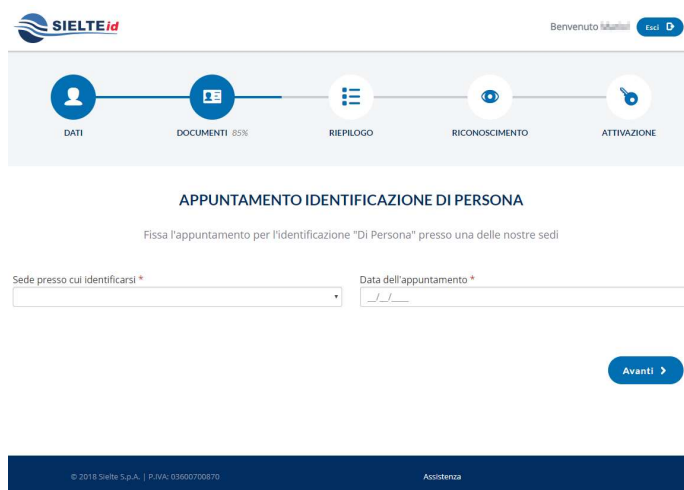 SIELTEid
Benvenuto
Esci
DATI
DOCUMENTI 85%
RIEPILOGO
RICONOSCIMENTO
ATTIVAZIONE
APPUNTAMENTO IDENTIFICAZIONE DI PERSONA
Fissa l'appuntamento per l'identificazione "Di Persona" presso una delle nostre sedi
Sede presso cui identificarsi *
Data dell'appuntamento *
__/__/____
Avanti
© 2018 Sielte S.p.A. | P.IVA: 03600700870
Assistenza